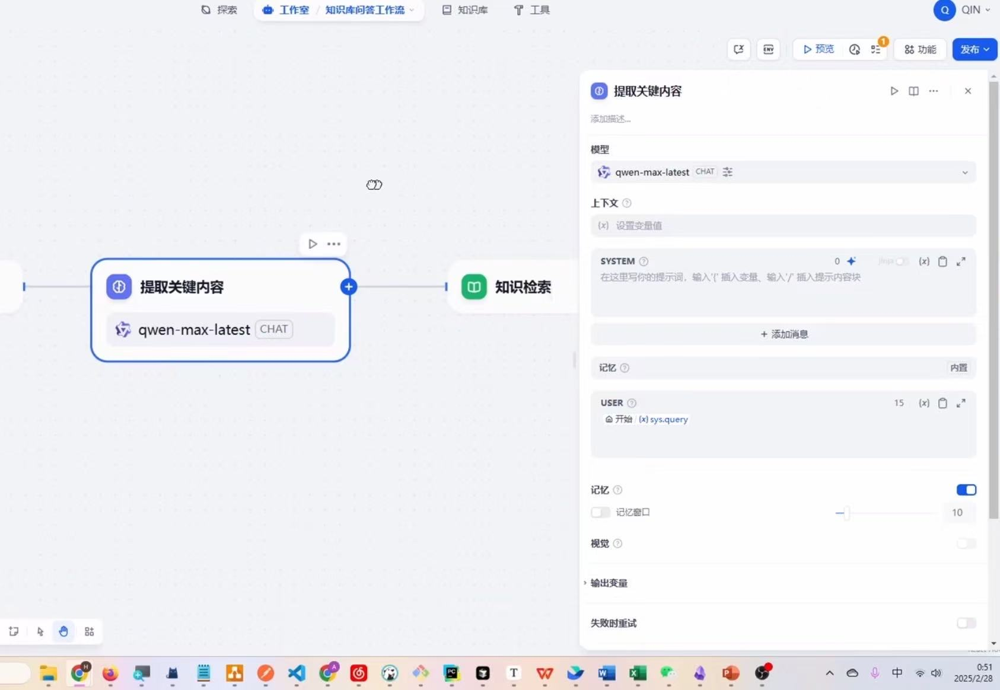 探索
工作室 / 知识库问答工作流
知识库
工具
Q QIN
ENV
预览
1
功能
发布
提取关键内容
添加描述...
模型
qwen-max-latest CHAT
上下文
(x) 设置变量值
SYSTEM 0 jinja (x)
在这里写你的提示词，输入'{' 插入变量、输入'/' 插入提示内容块
+ 添加消息
记忆 内置
USER 15 (x)
开始 / (x) sys.query
记忆
记忆窗口 10
视觉
输出变量
失败时重试
提取关键内容
qwen-max-latest CHAT
知识检索
H
A
PC
T
W
X
P
中
0:51
2025/2/28